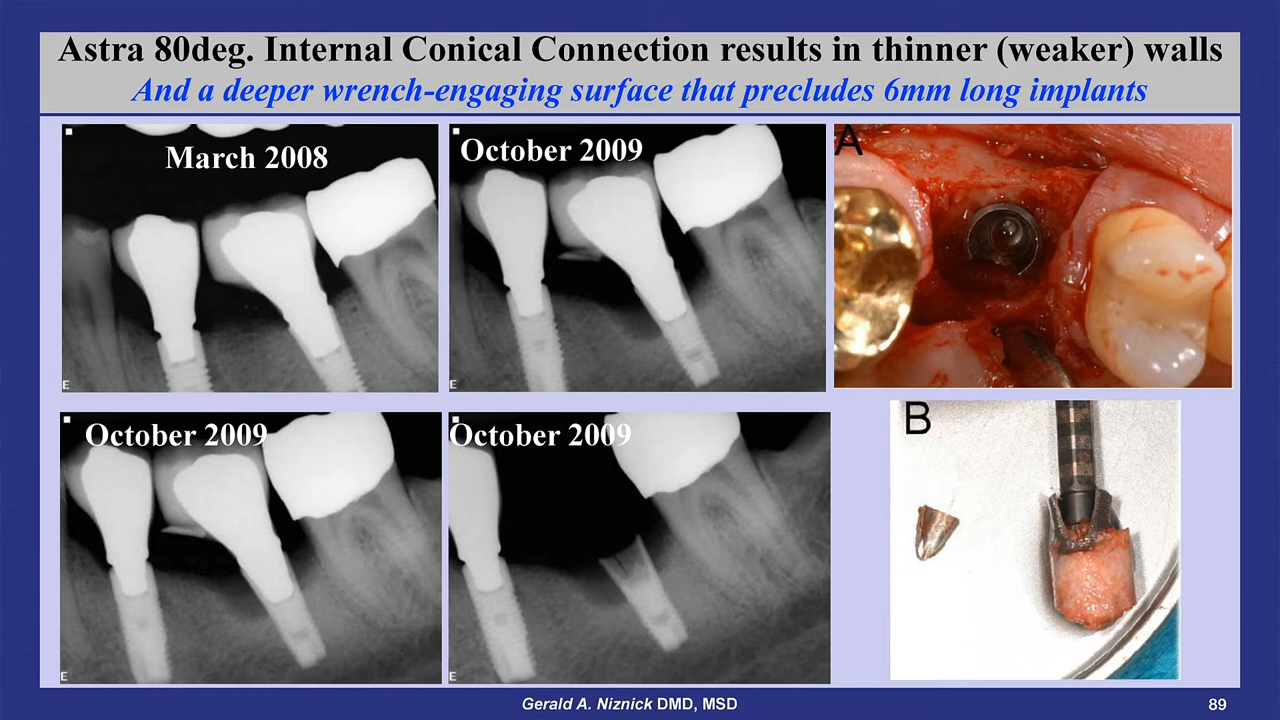 Astra 80deg. Internal Conical Connection results in thinner (weaker) walls
And a deeper wrench-engaging surface that precludes 6mm long implants
March 2008
October 2009
A
E
E
October 2009
October 2009
B
E
E
Gerald A. Niznick DMD, MSD
89